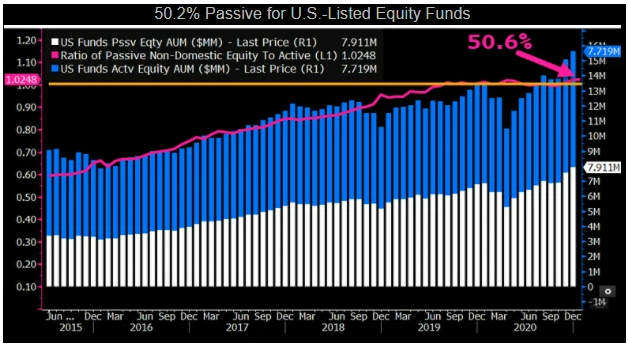 50.2% Passive for U.S.-Listed Equity Funds
US Funds Pssv Eqty AUM ($MM) - Last Price (R1) 7.911M
Ratio of Passive Non-Domestic Equity To Active (L1) 1.0248
US Funds Actv Equity AUM ($MM) - Last Price (R1) 7.719M
50.6%
1.20
1.10
1.0248
1.00
0.90
0.80
0.70
0.60
0.50
0.40
0.30
0.20
0.10
16M
7.719M
14M
13M
12M
11M
10M
9M
8M
7.911M
7M
6M
5M
4M
3M
2M
1M
0
-1M
Jun ... Dec Mar Jun Sep Dec Mar Jun Sep Dec Mar Jun Sep Dec Mar Jun Sep Dec Mar Jun Sep Dec
2015 2016 2017 2018 2019 2020